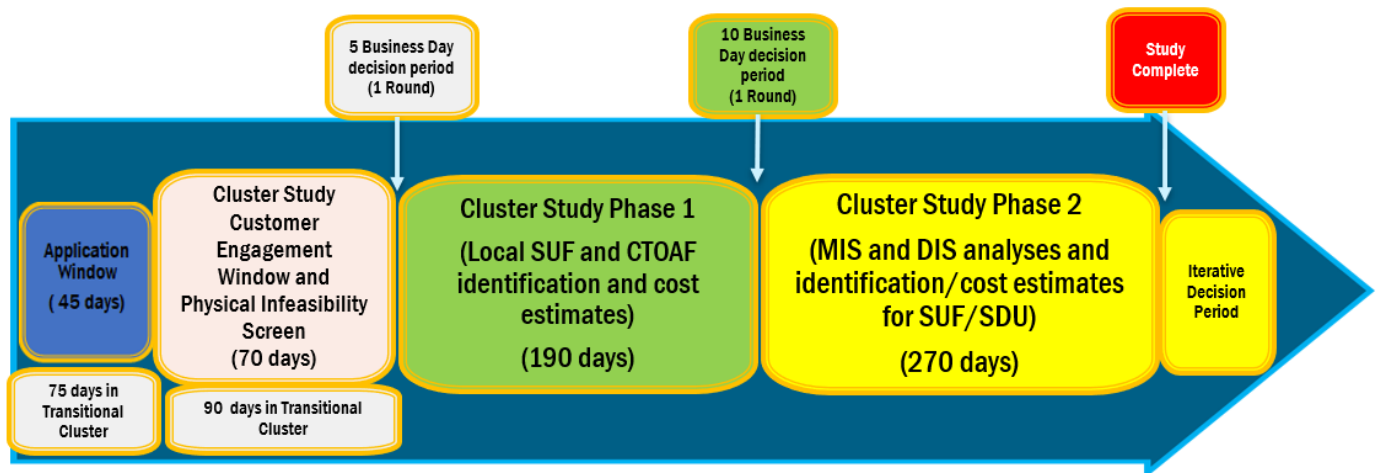 5 Business Day
decision period
(1 Round)
10 Business
Day decision
period
(1 Round)
Study
Complete
Application
Window
( 45 days)
Cluster Study
Customer
Engagement
Window and
Physical Infeasibility
Screen
(70 days)
Cluster Study Phase 1
(Local SUF and CTOAF
identification and cost
estimates)
(190 days)
Cluster Study Phase 2
(MIS and DIS analyses and
identification/cost estimates
for SUF/SDU)
(270 days)
Iterative
Decision
Period
75 days in
Transitional
Cluster
90  days in Transitional
Cluster